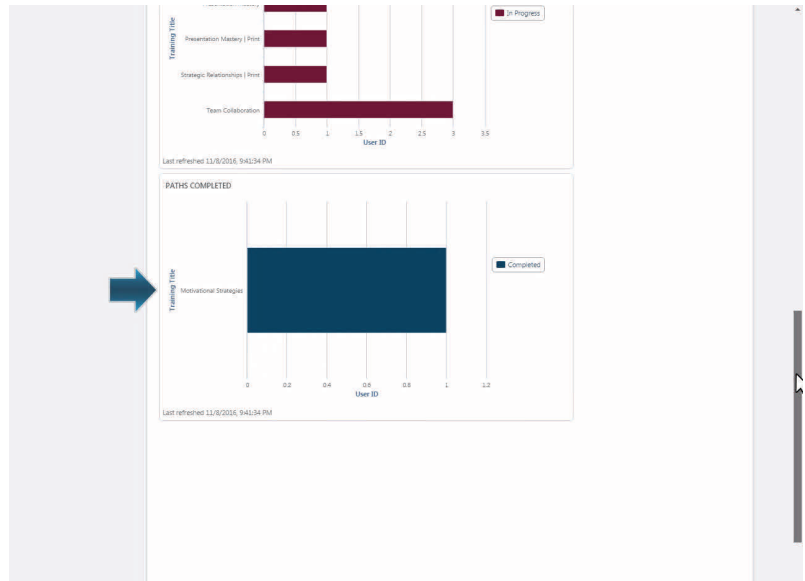 In Progress
Training Title
Presentation Mastery | Print
Strategic Relationships | Print
Team Collaboration
0 0.5 1 1.5 2 2.5 3 3.5
User ID
Last refreshed 11/8/2016, 9:41:34 PM
PATHS COMPLETED
Completed
Training Title
Motivational Strategies
0 0.2 0.4 0.6 0.8 1 1.2
User ID
Last refreshed 11/8/2016, 9:41:34 PM